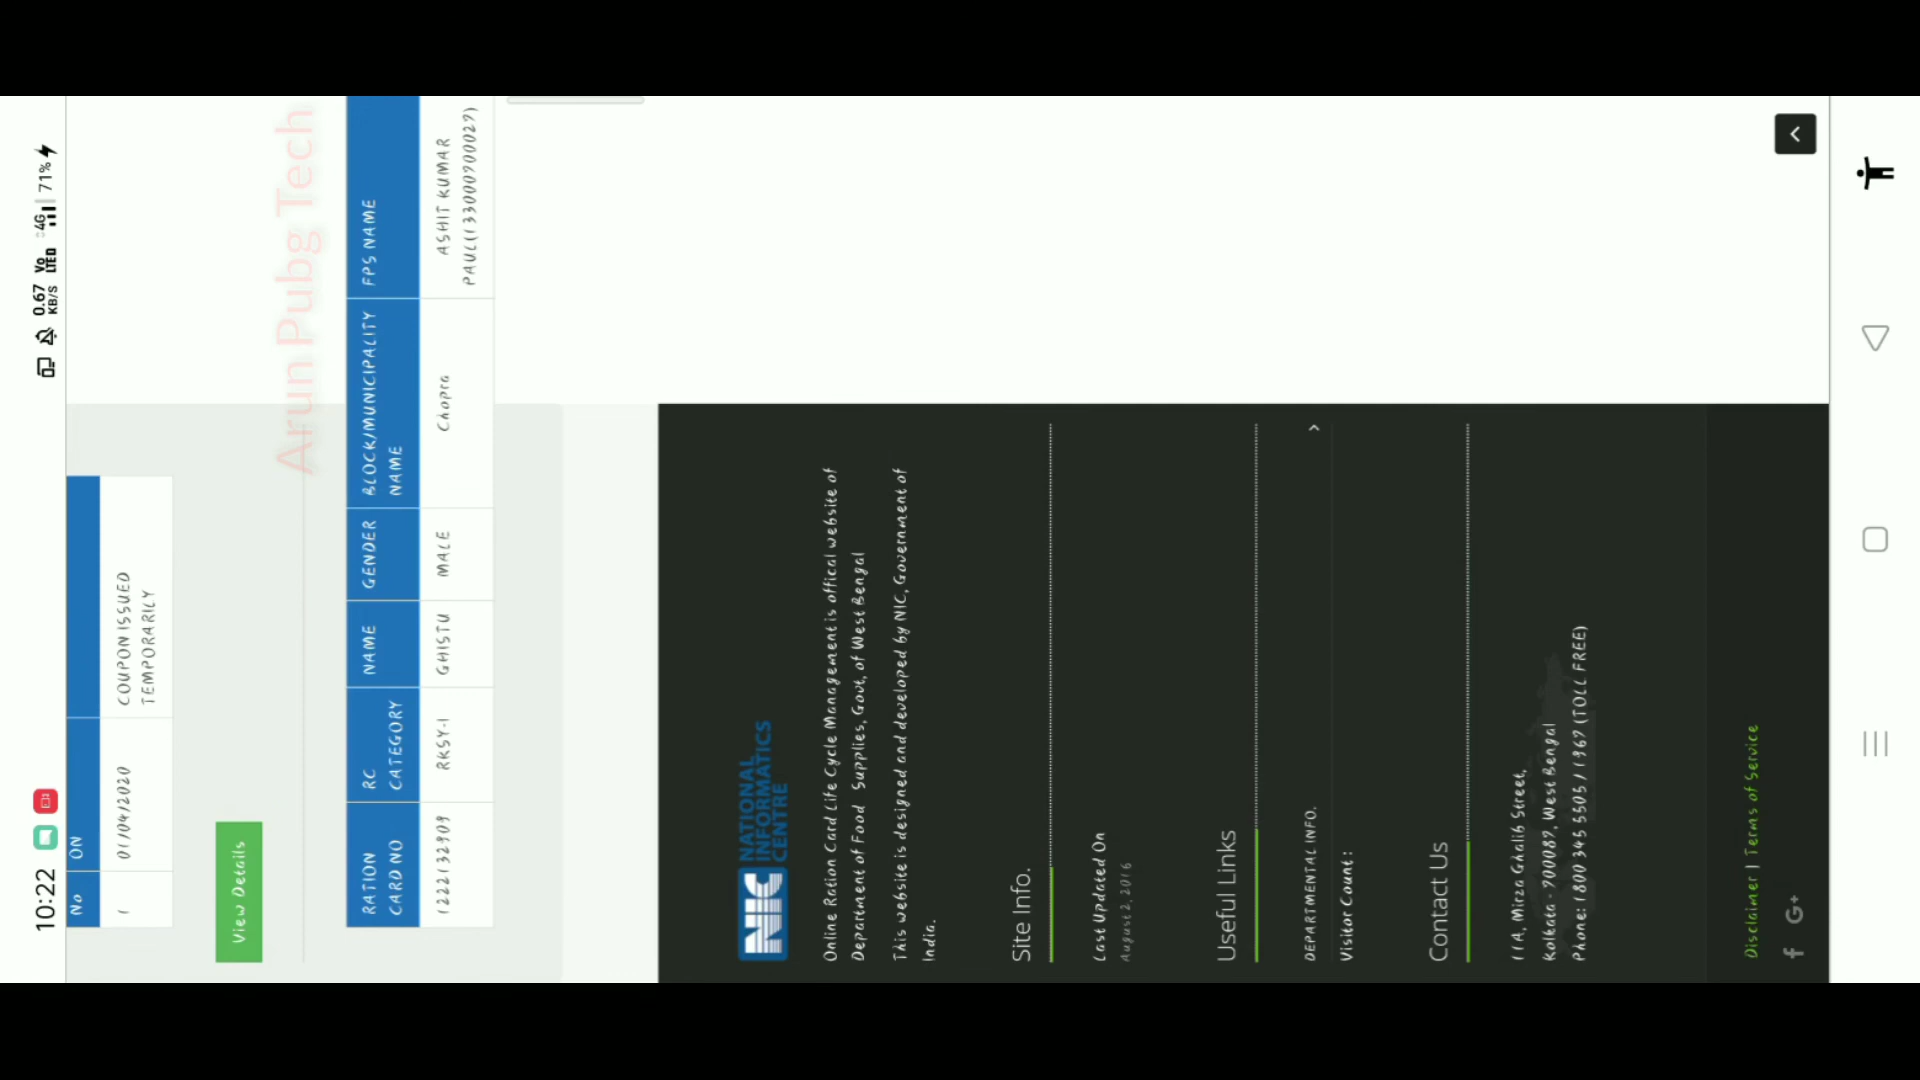 10:22
0.67 KB/S
Vo LTED
4G
71%
No
ON
1
01/04/2020
COUPON ISSUED
TEMPORARILY
View Details
Arun Pubg Tech
RATION
CARD NO
RC
CATEGORY
NAME
GENDER
BLOCK/MUNICIPALITY
NAME
FPS NAME
1222132909
RKSY-I
GHISTU
MALE
Chopra
ASHIT KUMAR
PAUL(133009700027)
NIC
NATIONAL
INFORMATICS
CENTRE
Online Ration Card Life Cycle Management is offical website of
Department of Food Supplies, Govt, of West Bengal
This website is designed and developed by NIC, Government of
India.
Site Info.
Last Updated On
August 2, 2016
Useful Links
DEPARTMENTAL INFO.
Visitor Count :
Contact Us
11A, Mirza Ghalib Street,
Kolkata - 700087, West Bengal
Phone: 1800 345 5505 / 1967 (TOLL FREE)
Disclaimer | Terms of Service
f G+